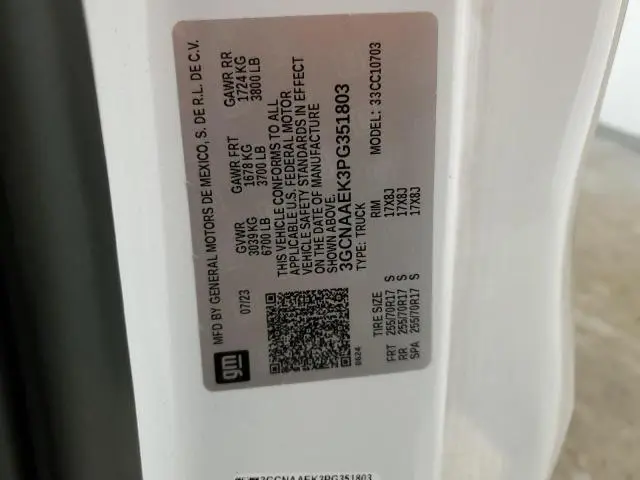 MFD BY GENERAL MOTORS DE MEXICO, S. DE R.L. DE C.V.
07/23 GVWR GAWR FRT GAWR RR
3039 KG 1678 KG 1724 KG
6700 LB 3700 LB 3800 LB
THIS VEHICLE CONFORMS TO ALL
APPLICABLE U.S. FEDERAL MOTOR
VEHICLE SAFETY STANDARDS IN EFFECT
ON THE DATE OF MANUFACTURE
SHOWN ABOVE.
3GCNAAEK3PG351803
TYPE: TRUCK MODEL: 33CC10703
gm
0624
TIRE SIZE RIM
FRT 255/70R17 S 17X8J
RR 255/70R17 S 17X8J
SPA 255/70R17 S 17X8J
3GCNAAEK3PG351803